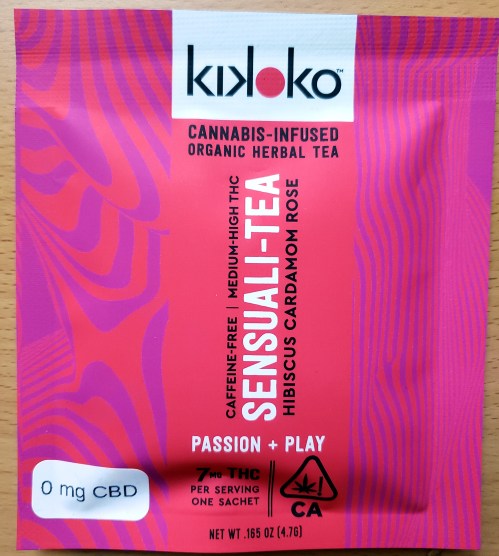 kikoko™
CANNABIS-INFUSED
ORGANIC HERBAL TEA
CAFFEINE-FREE | MEDIUM-HIGH THC
SENSUALI-TEA
HIBISCUS CARDAMOM ROSE
PASSION + PLAY
7MG THC
PER SERVING
ONE SACHET
CA
0 mg CBD
NET WT .165 OZ (4.7G)